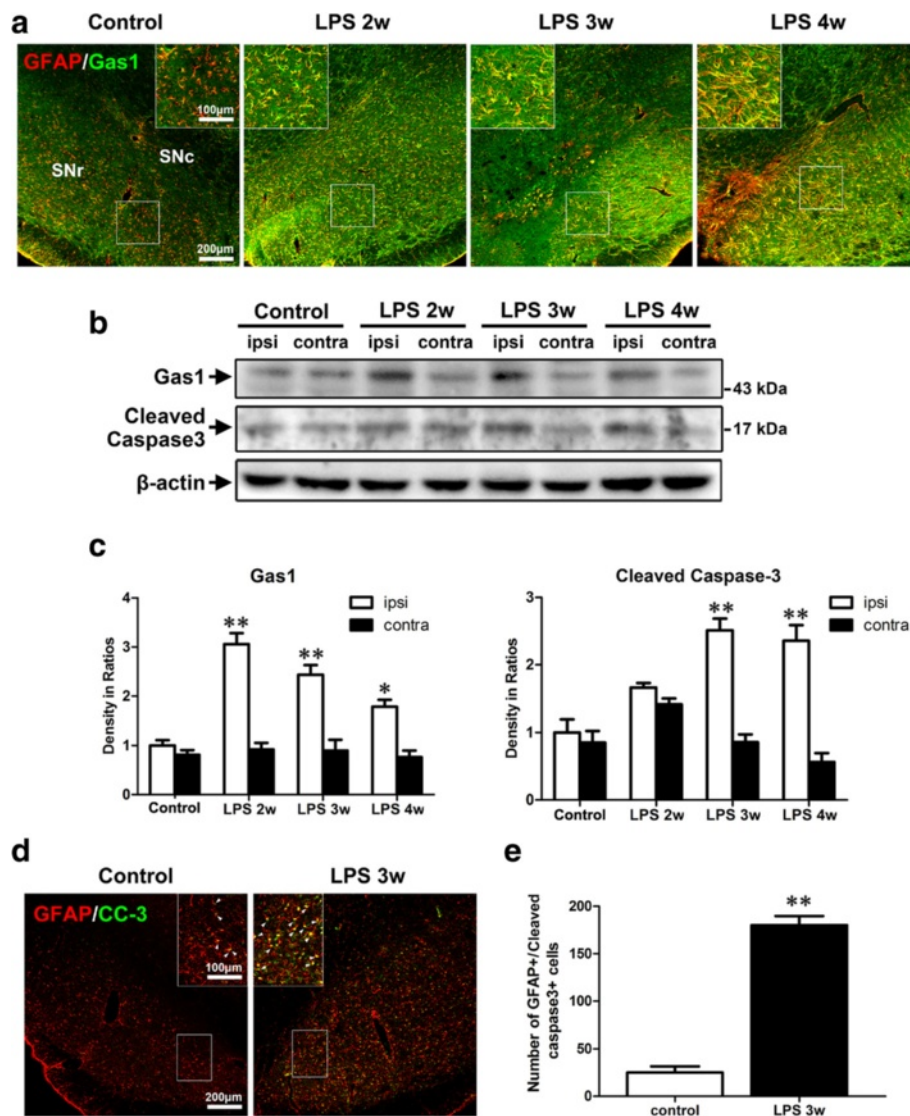 a
Control
LPS 2w
LPS 3w
LPS 4w
GFAP/Gas1
100µm
SNc
SNr
200µm
b
Control
LPS 2w
LPS 3w
LPS 4w
ipsi contra ipsi contra ipsi contra ipsi contra
Gas1
43 kDa
Cleaved
Caspase3
17 kDa
β-actin
c
Gas1
Density in Ratios
4
3
2
1
0
**
**
*
ipsi
contra
Control
LPS 2w
LPS 3w
LPS 4w
Cleaved Caspase-3
Density in Ratios
3
2
1
0
**
**
ipsi
contra
Control
LPS 2w
LPS 3w
LPS 4w
d
Control
LPS 3w
GFAP/CC-3
100µm
200µm
e
Number of GFAP+/Cleaved
caspase3+ cells
200
150
100
50
0
**
control
LPS 3w